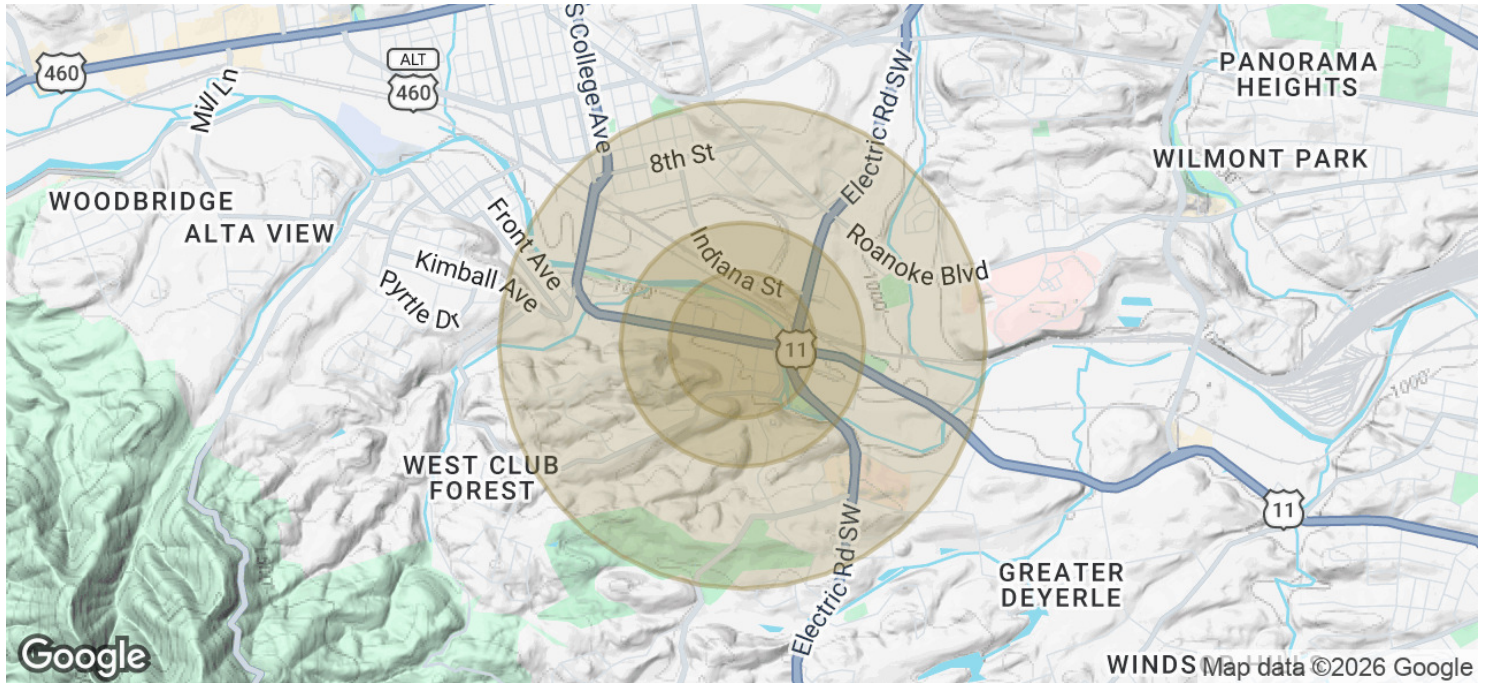 460
Mivl Ln
ALT
460
S College Ave
Electric Rd SW
PANORAMA
HEIGHTS
8th St
WILMONT PARK
WOODBRIDGE
ALTA VIEW
Front Ave
Kimball Ave
Pyrtle Dr
Indiana St
Roanoke Blvd
1000'
1000'
1000'
11
WEST CLUB
FOREST
11
Electric Rd SW
GREATER
DEYERLE
Google
Map data ©2026 Google